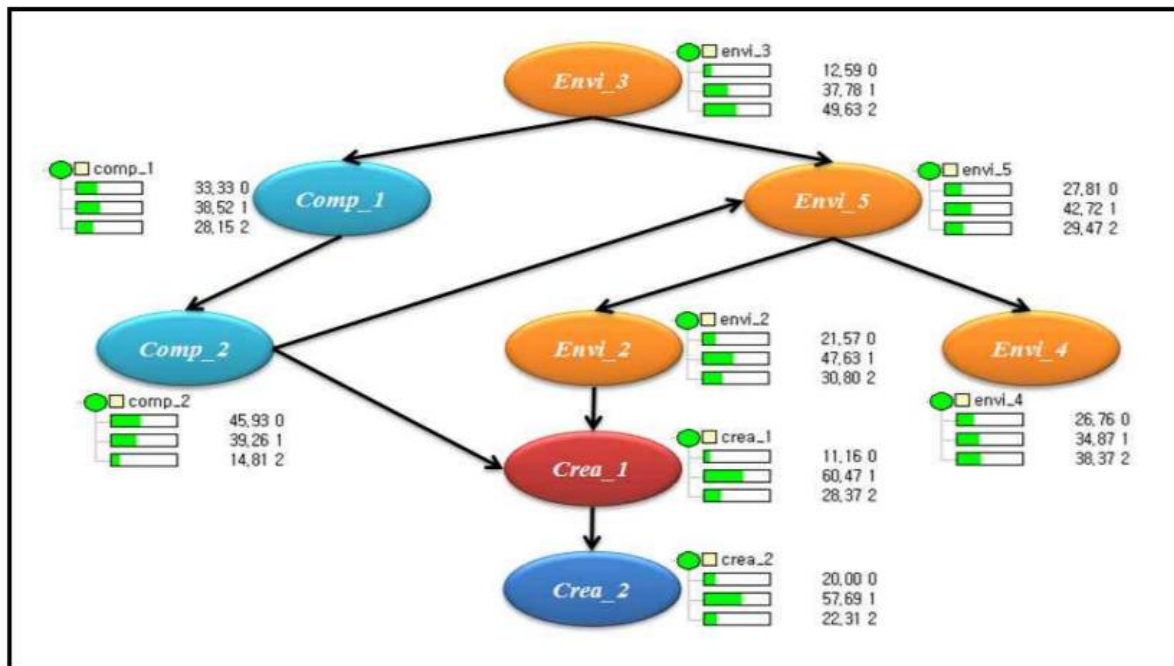 Envi_3
envi_3
12,59 0
37,78 1
49,63 2
comp_1
33,33 0
38,52 1
28,15 2
Comp_1
Envi_5
envi_5
27,81 0
42,72 1
29,47 2
Comp_2
comp_2
45,93 0
39,26 1
14,81 2
Envi_2
envi_2
21,57 0
47,63 1
30,80 2
Envi_4
envi_4
26,76 0
34,87 1
38,37 2
Crea_1
crea_1
11,16 0
60,47 1
28,37 2
Crea_2
crea_2
20,00 0
57,69 1
22,31 2